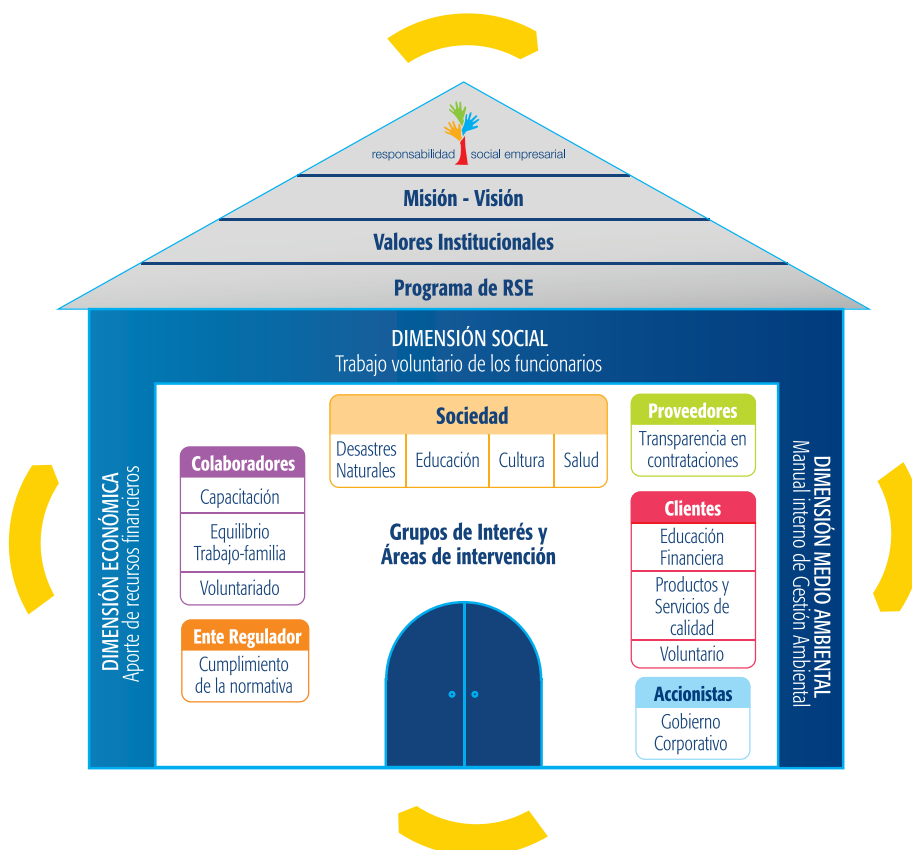 responsabilidad social empresarial
Misión - Visión
Valores Institucionales
Programa de RSE
DIMENSIÓN SOCIAL
Trabajo voluntario de los funcionarios
DIMENSIÓN ECONÓMICA
Aporte de recursos financieros
Colaboradores
Capacitación
Equilibrio
Trabajo-familia
Voluntariado
Ente Regulador
Cumplimiento
de la normativa
Sociedad
Desastres
Naturales
Educación
Cultura
Salud
Grupos de Interés y
Áreas de intervención
Proveedores
Transparencia en
contrataciones
Clientes
Educación
Financiera
Productos y
Servicios de
calidad
Voluntario
Accionistas
Gobierno
Corporativo
DIMENSIÓN MEDIO AMBIENTAL
Manual interno de Gestión Ambiental